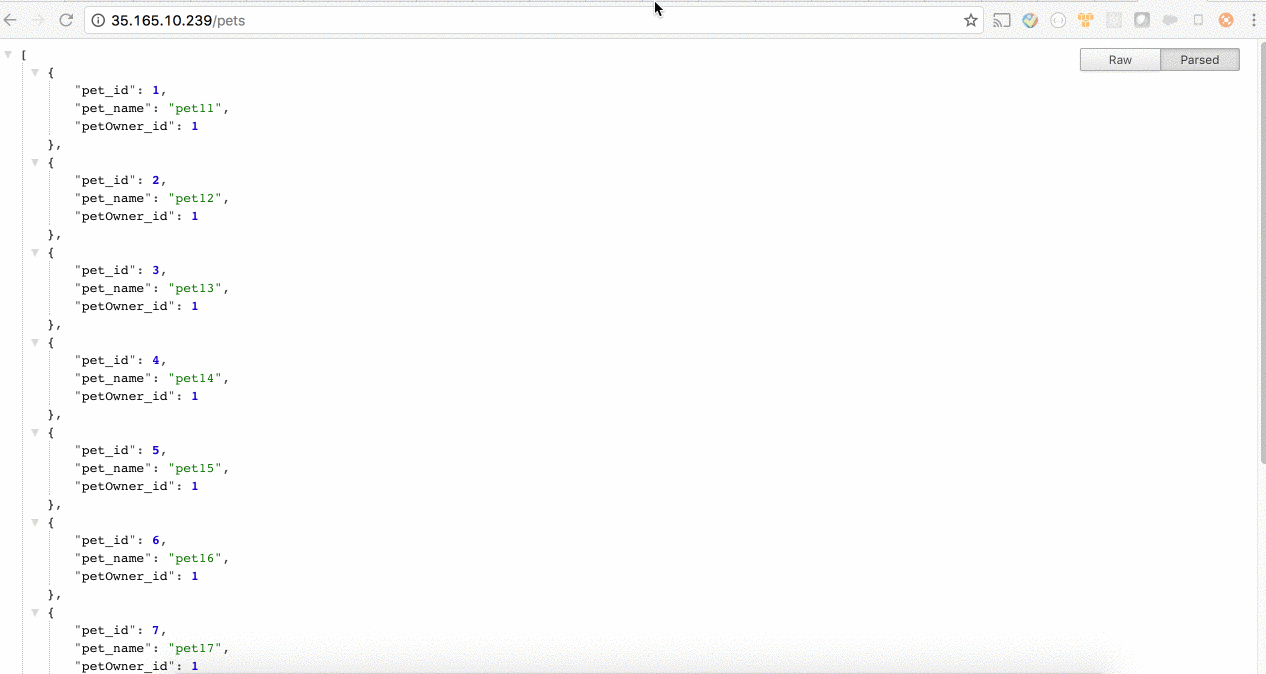 35.165.10.239/pets
Raw Parsed
[
{
"pet_id": 1,
"pet_name": "pet11",
"petOwner_id": 1
},
{
"pet_id": 2,
"pet_name": "pet12",
"petOwner_id": 1
},
{
"pet_id": 3,
"pet_name": "pet13",
"petOwner_id": 1
},
{
"pet_id": 4,
"pet_name": "pet14",
"petOwner_id": 1
},
{
"pet_id": 5,
"pet_name": "pet15",
"petOwner_id": 1
},
{
"pet_id": 6,
"pet_name": "pet16",
"petOwner_id": 1
},
{
"pet_id": 7,
"pet_name": "pet17",
"petOwner_id": 1